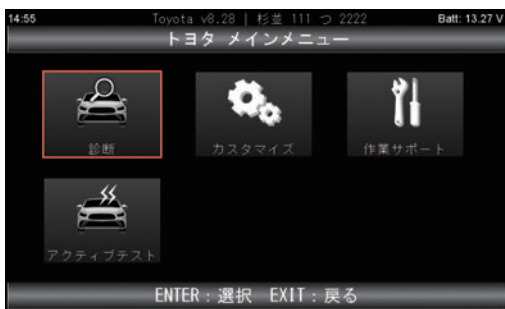 14:55 Toyota v8.28 | 杉並 111 つ 2222 Batt: 13.27 V
トヨタ メインメニュー
診断 カスタマイズ 作業サポート
アクティブテスト
ENTER：選択 EXIT：戻る